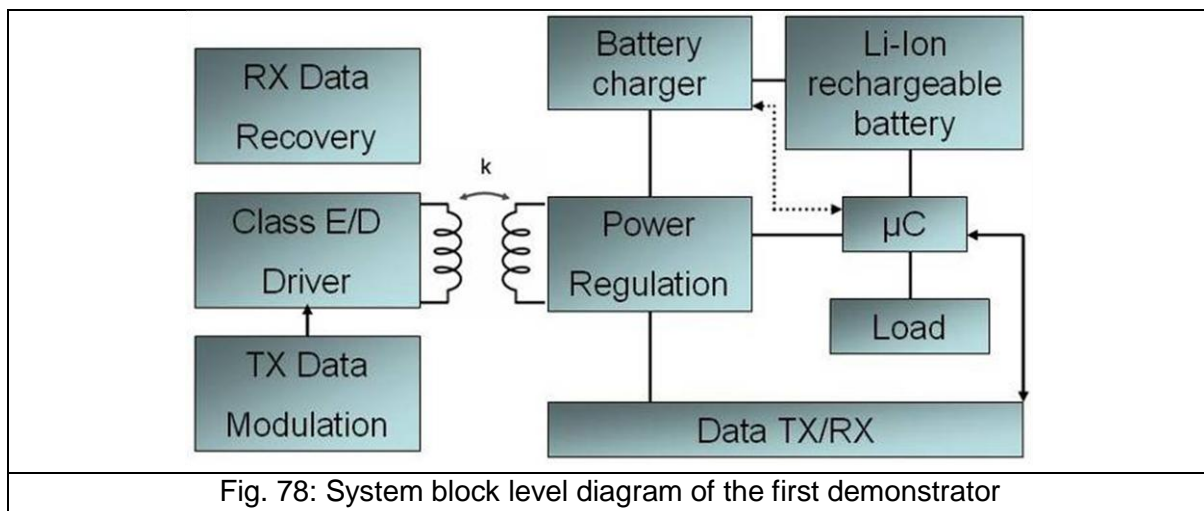 RX Data
Recovery
Class E/D
Driver
TX Data
Modulation
k
Battery
charger
Li-Ion
rechargeable
battery
Power
Regulation
µC
Load
Data TX/RX
Fig. 78: System block level diagram of the first demonstrator